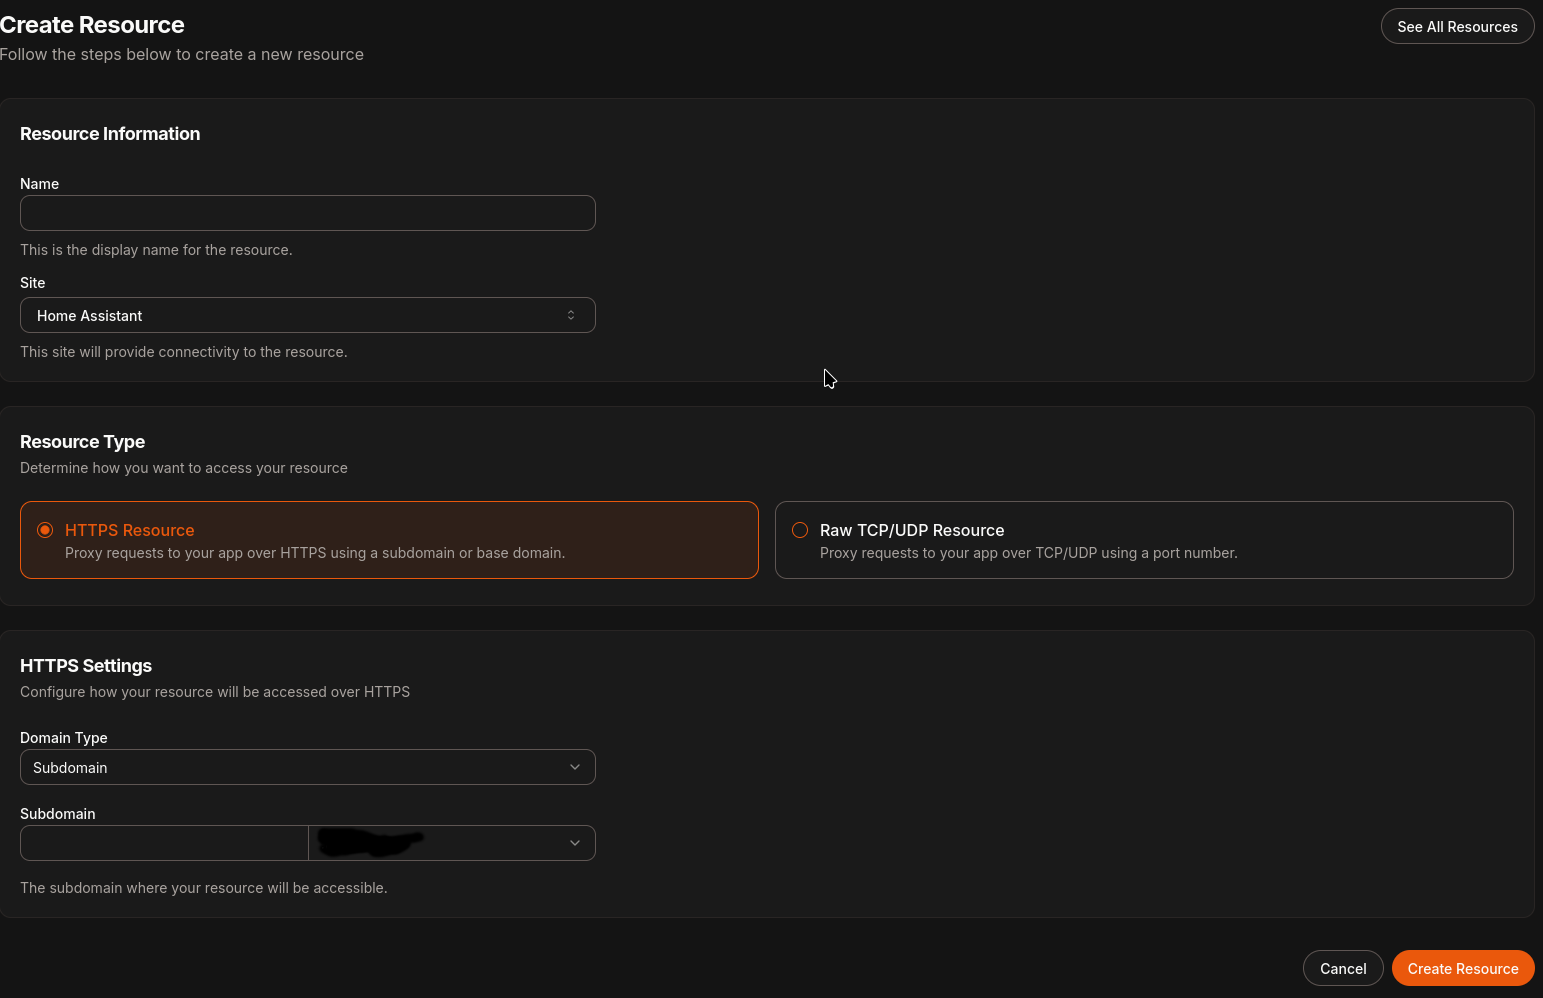 Create Resource
See All Resources
Follow the steps below to create a new resource
Resource Information
Name
This is the display name for the resource.
Site
Home Assistant
This site will provide connectivity to the resource.
Resource Type
Determine how you want to access your resource
HTTPS Resource
Proxy requests to your app over HTTPS using a subdomain or base domain.
Raw TCP/UDP Resource
Proxy requests to your app over TCP/UDP using a port number.
HTTPS Settings
Configure how your resource will be accessed over HTTPS
Domain Type
Subdomain
Subdomain
The subdomain where your resource will be accessible.
Cancel
Create Resource